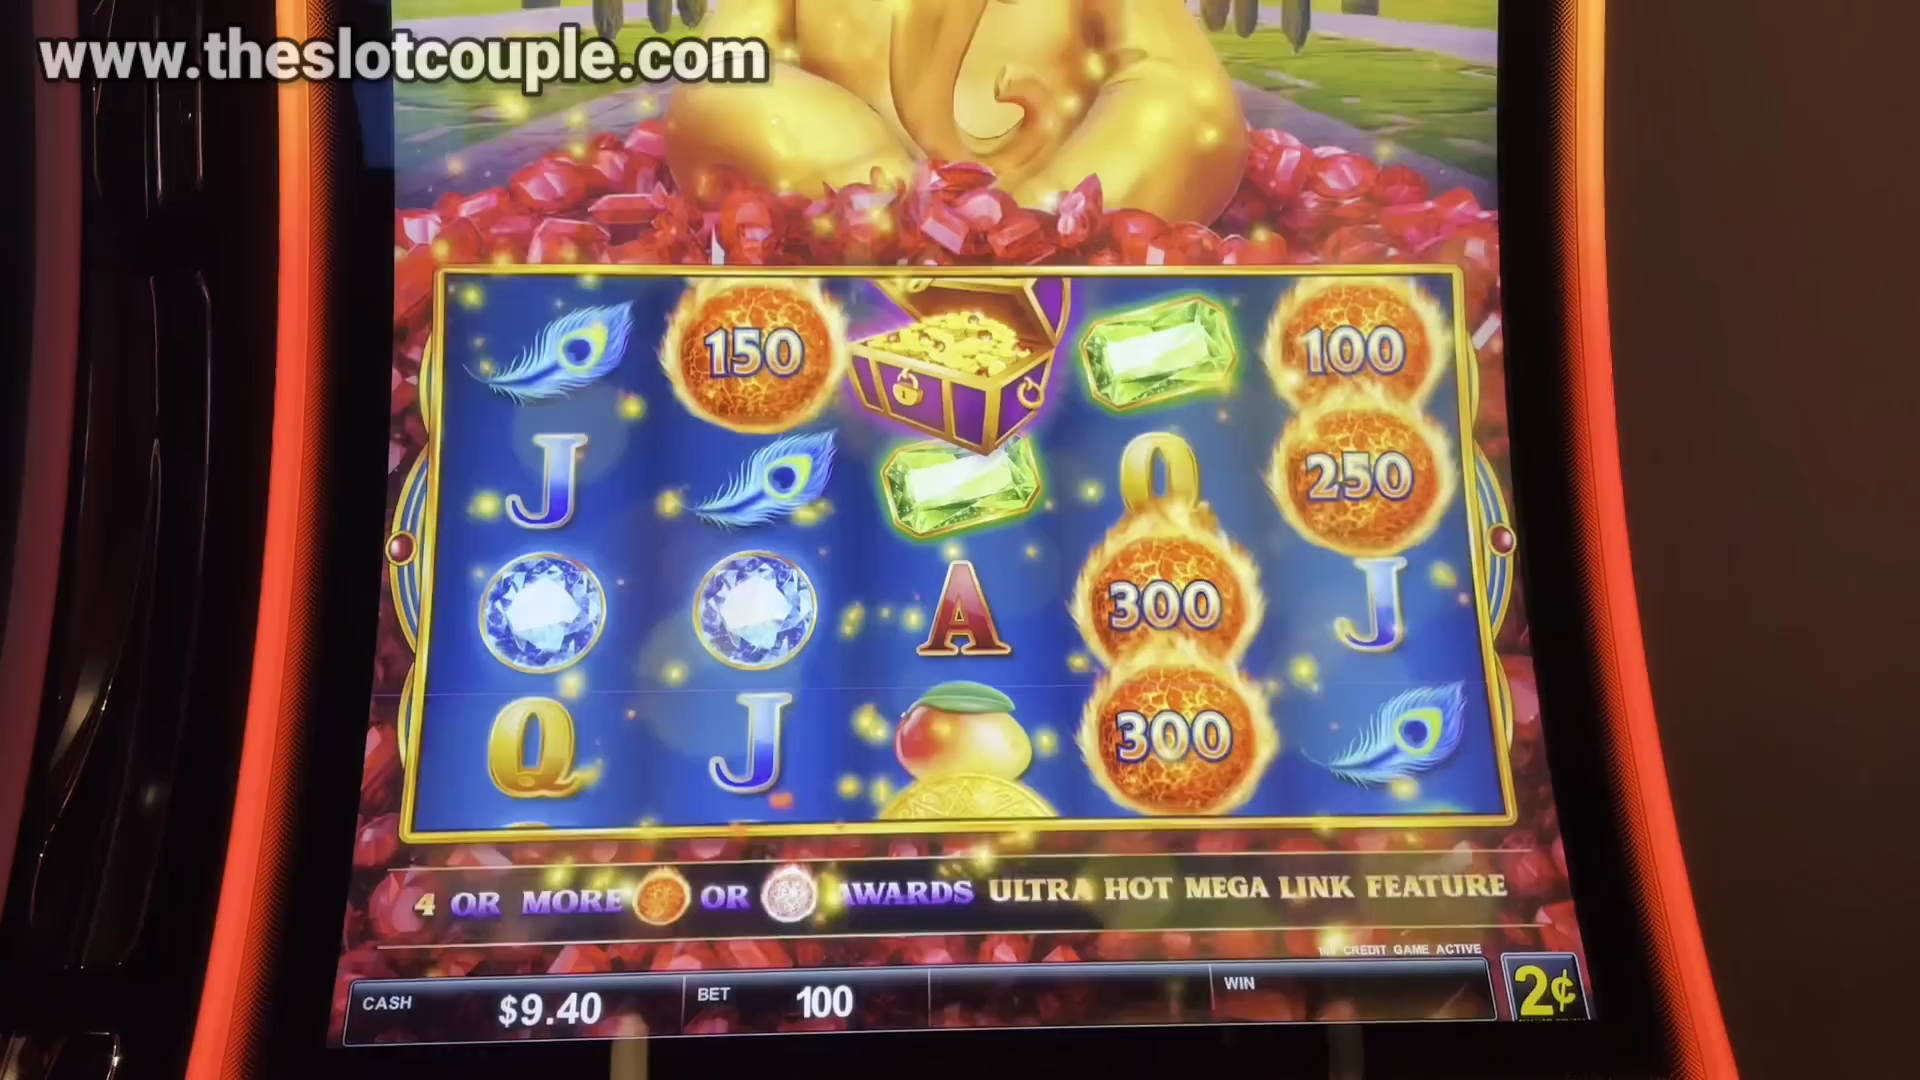 www.theslotcouple.com
150
100
J
Q
250
A
300
J
Q
J
300
4 OR MORE OR AWARDS ULTRA HOT MEGA LINK FEATURE
CREDIT GAME ACTIVE
CASH $9.40 BET 100 WIN 2¢